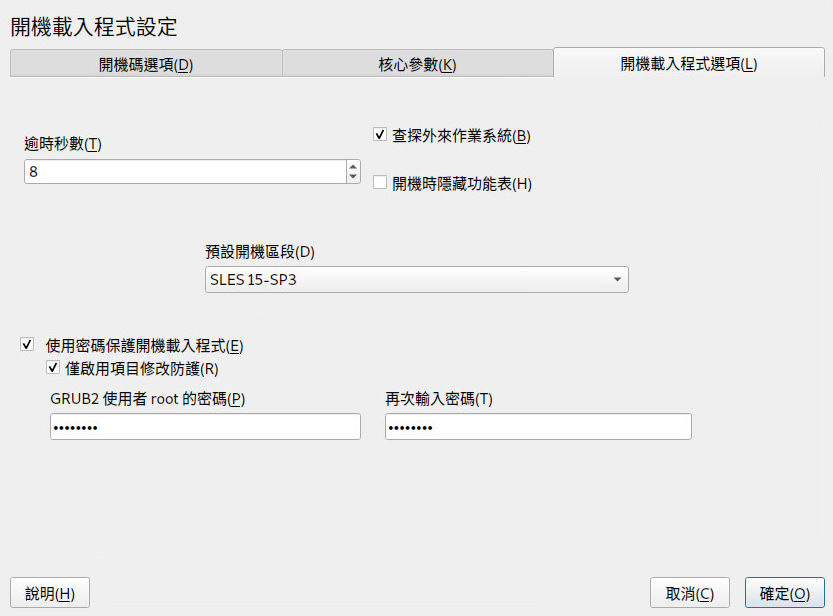 開機載入程式設定
開機碼選項(D)
核心參數(K)
開機載入程式選項(L)
逾時秒數(T)
8
查探外來作業系統(B)
開機時隱藏功能表(H)
預設開機區段(D)
SLES 15-SP3
使用密碼保護開機載入程式(E)
僅啟用項目修改防護(R)
GRUB2 使用者 root 的密碼(P)
再次輸入密碼(T)
••••••••
••••••••
說明(H)
取消(C)
確定(O)